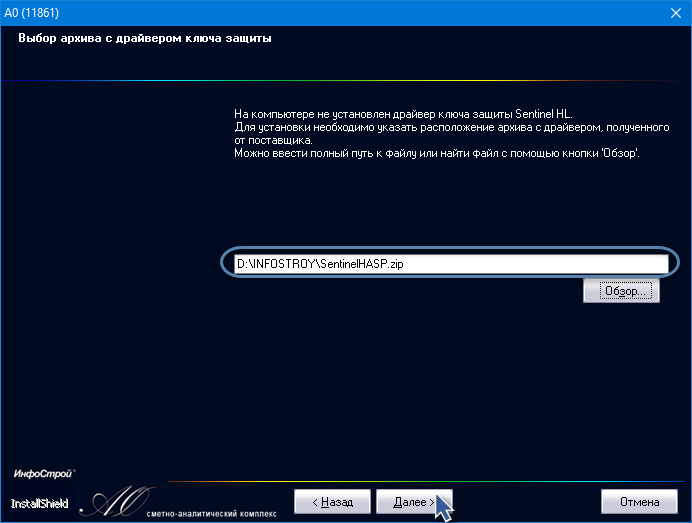 А0 (11861)
Выбор архива с драйвером ключа защиты
На компьютере не установлен драйвер ключа защиты Sentinel HL.
Для установки необходимо указать расположение архива с драйвером, полученного
от поставщика.
Можно ввести полный путь к файлу или найти файл с помощью кнопки 'Обзор'.
D:\INFOSTROY\SentinelHASP.zip
Обзор...
ИнфоСтрой
InstallShield
А0
сметно-аналитический комплекс
< Назад
Далее >
Отмена